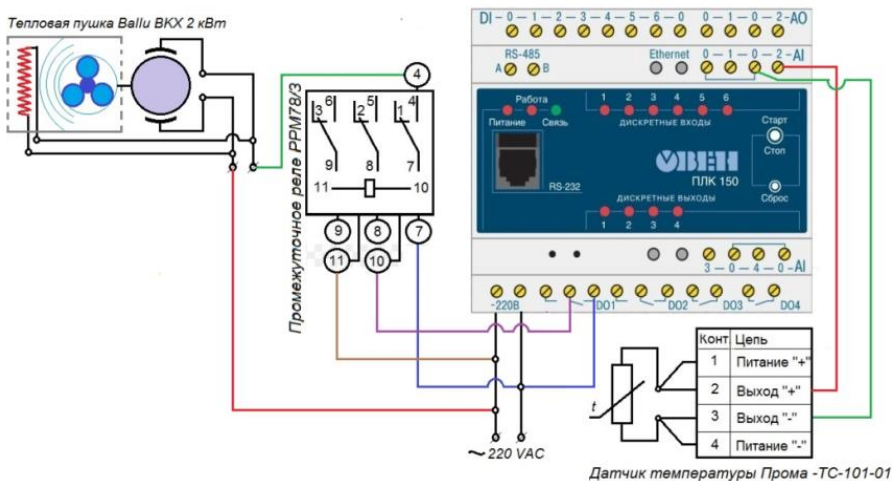 Тепловая пушка Ballu BKX 2 кВт
DI - 0 - 1 - 2 - 3 - 4 - 5 - 6 - 0   0 - 1 - 0 - 2 -AO
RS-485
A B
Ethernet
0 - 1 - 0 - 2 -AI
Промежуточное реле РРМ78/3
4
3 6 2 5 1 4
9 8 7
11 10
9 8 7
11 10
Работа
Питание Связь
RS-232
1 2 3 4 5 6
ДИСКРЕТНЫЕ ВХОДЫ
ОВЕН
ПЛК 150
Старт
Стоп
Сброс
ДИСКРЕТНЫЕ ВЫХОДЫ
1 2 3 4
3 - 0 - 4 - 0 -AI
~220В DO1 DO2 DO3 DO4
~ 220 VAC
t
Конт. Цепь
1 Питание "+"
2 Выход "+"
3 Выход "-"
4 Питание "-"
Датчик температуры Прома -ТС-101-01